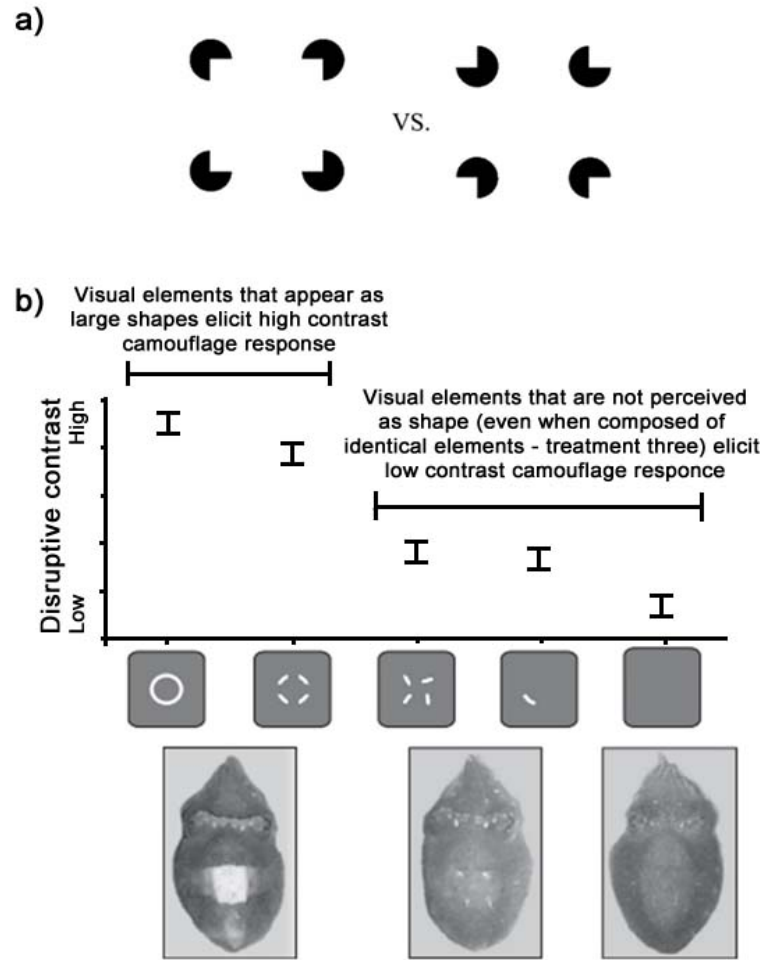 a)
VS.
b)
Visual elements that appear as
large shapes elicit high contrast
camouflage response
Visual elements that are not perceived
as shape (even when composed of
identical elements - treatment three) elicit
low contrast camouflage responce
Disruptive contrast
High
Low